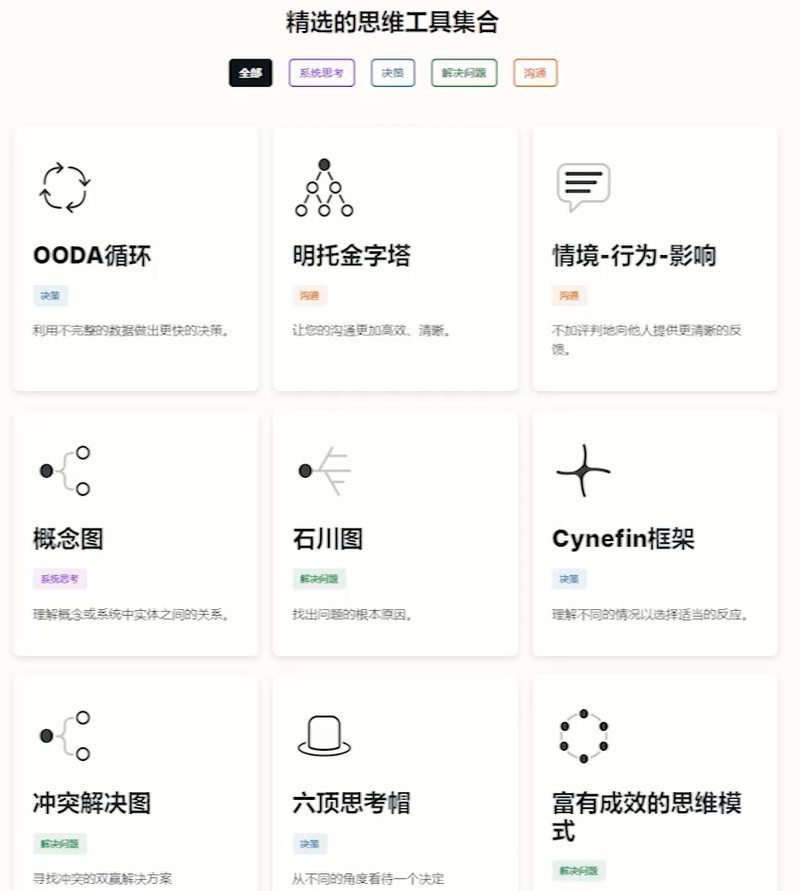 精选的思维工具集合
全部 系统思考 决策 解决问题 沟通
OODA循环
决策
利用不完整的数据做出更快的决策。
明托金字塔
沟通
让您的沟通更加高效、清晰。
情境-行为-影响
沟通
不加评判地向他人提供更清晰的反
馈。
概念图
系统思考
理解概念或系统中实体之间的关系。
石川图
解决问题
找出问题的根本原因。
Cynefin框架
决策
理解不同的情况以选择适当的反应。
冲突解决图
解决问题
寻找冲突的双赢解决方案
六顶思考帽
决策
从不同的角度看待一个决定
富有成效的思维模
式
解决问题